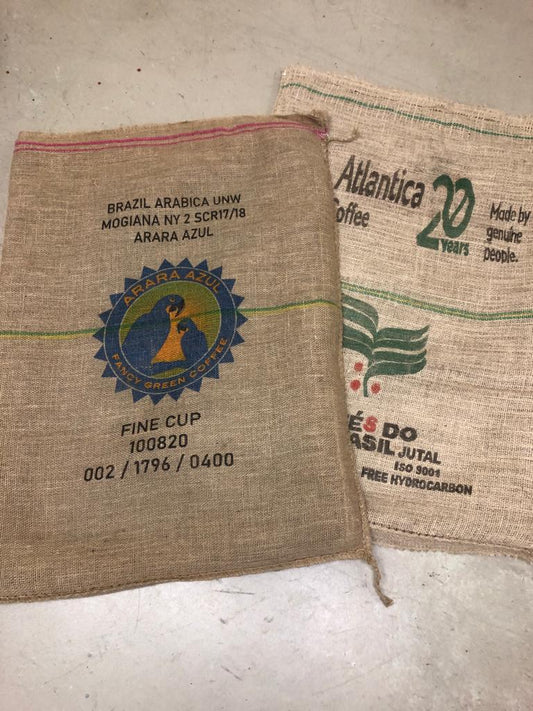 BRAZIL ARABICA UNW
MOGIANA NY 2 SCR17/18
ARARA AZUL
ARARA AZUL
FANCY GREEN COFFEE
FINE CUP
100820
002 / 1796 / 0400
Atlantica
Coffee
20
Years
Made by
genuine
people.
ÉS DO
ASIL JUTAL
ISO 9001
FREE HYDROCARBON